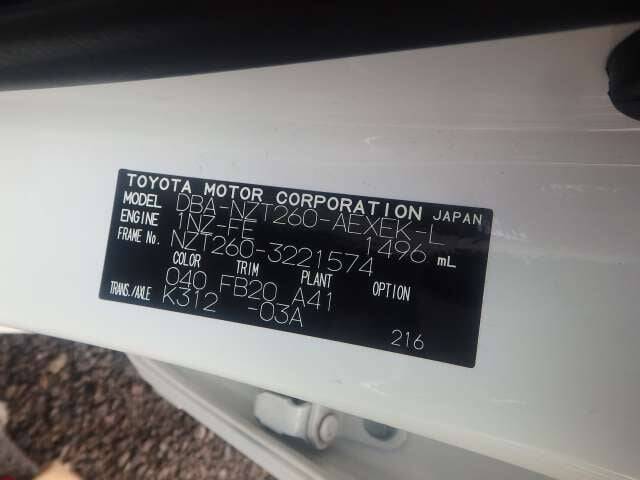 TOYOTA MOTOR CORPORATION JAPAN
MODEL DBA-NZT260-AEXEK-L
ENGINE 1NZ-FE 1496 mL
FRAME No. NZT260-3221574
COLOR TRIM PLANT OPTION
040 FB20 A41
TRANS./AXLE K312 -03A
216